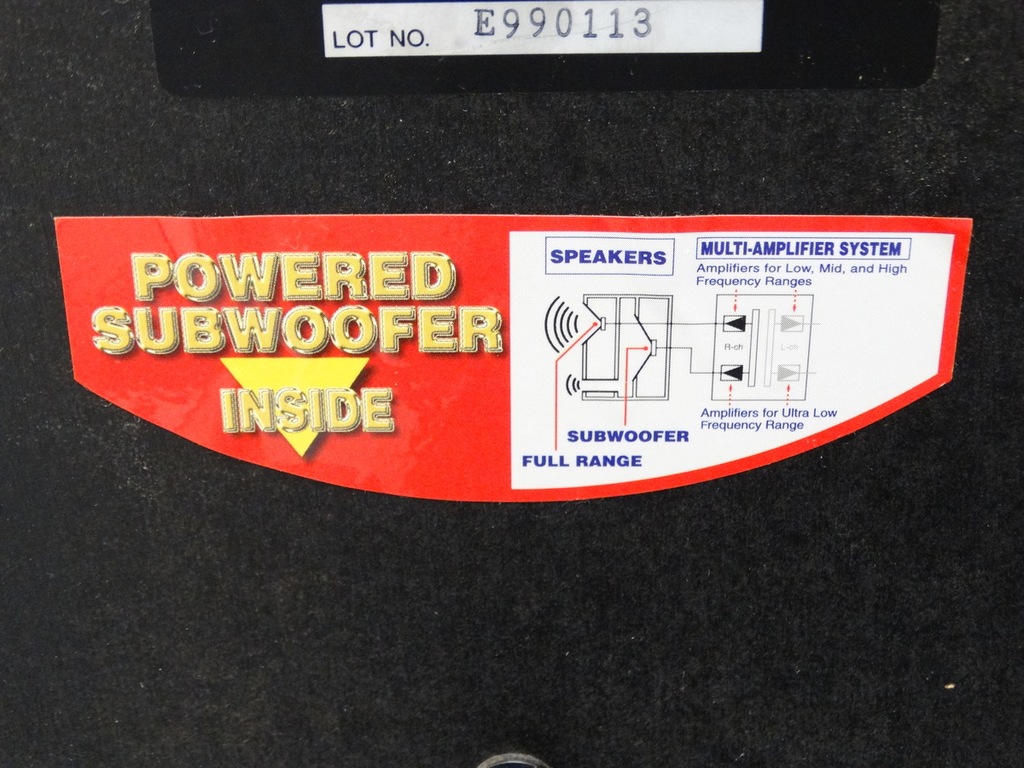 LOT NO. E990113
POWERED
SUBWOOFER
INSIDE
SPEAKERS
MULTI-AMPLIFIER SYSTEM
Amplifiers for Low, Mid, and High
Frequency Ranges
R-ch
L-ch
Amplifiers for Ultra Low
Frequency Range
SUBWOOFER
FULL RANGE